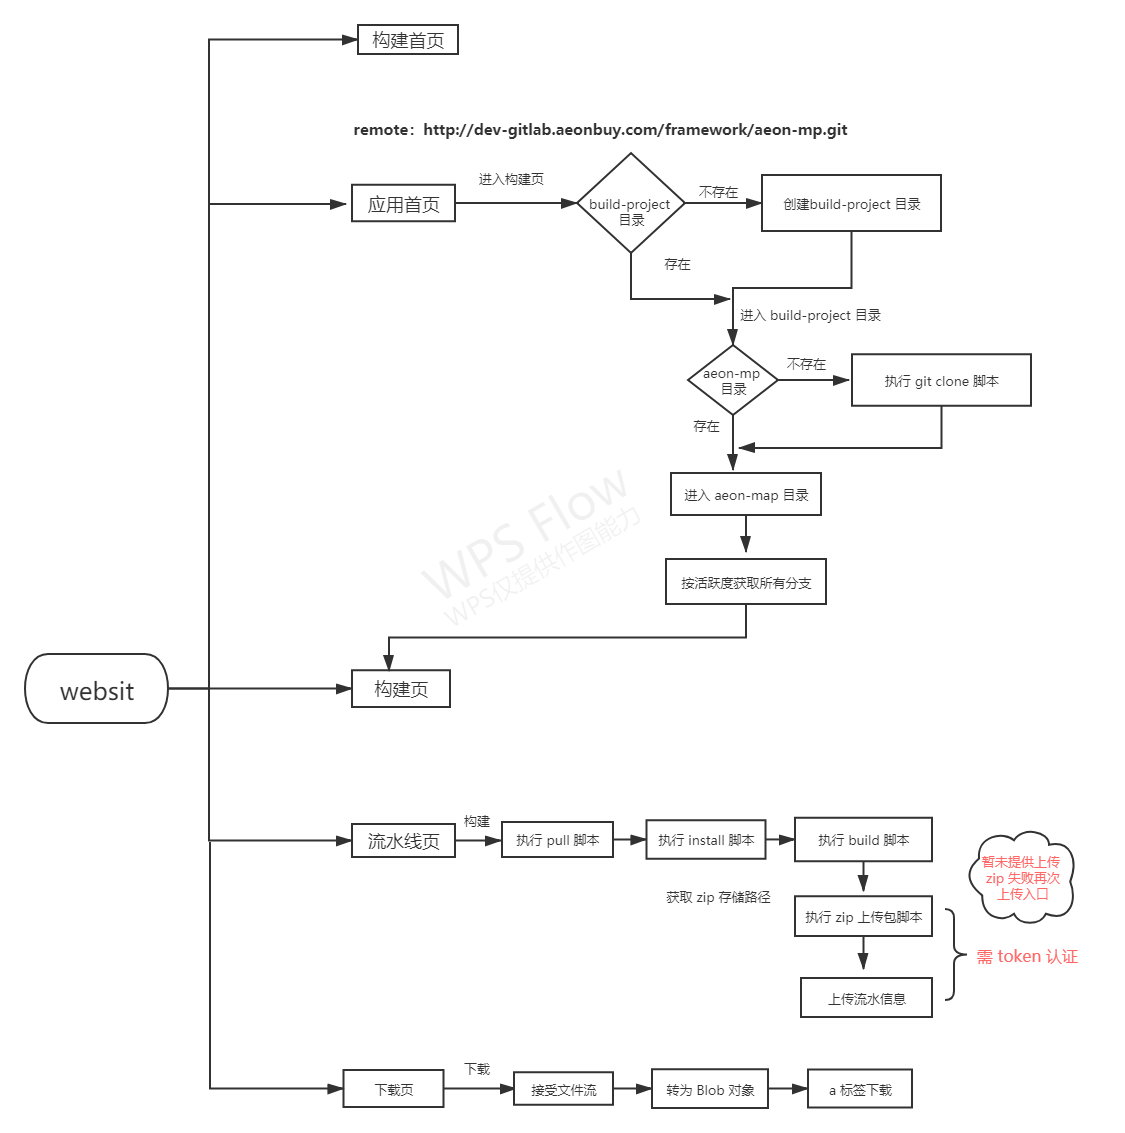 构建首页
remote：http://dev-gitlab.aeonbuy.com/framework/aeon-mp.git
应用首页
进入构建页
build-project
目录
不存在
创建build-project 目录
存在
进入 build-project 目录
aeon-mp
目录
不存在
执行 git clone 脚本
存在
进入 aeon-map 目录
WPS Flow
WPS仅提供作图能力
按活跃度获取所有分支
websit
构建页
流水线页
构建
执行 pull 脚本
执行 install 脚本
执行 build 脚本
暂未提供上传
zip 失败再次
上传入口
获取 zip 存储路径
执行 zip 上传包脚本
需 token 认证
上传流水信息
下载页
下载
接受文件流
转为 Blob 对象
a 标签下载